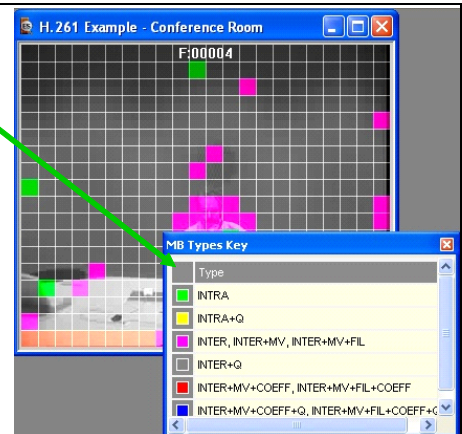 H.261 Example - Conference Room
F:00004
MB Types Key
Type
INTRA
INTRA+Q
INTER, INTER+MV, INTER+MV+FIL
INTER+Q
INTER+MV+COEFF, INTER+MV+FIL+COEFF
INTER+MV+COEFF+Q, INTER+MV+FIL+COEFF+Q